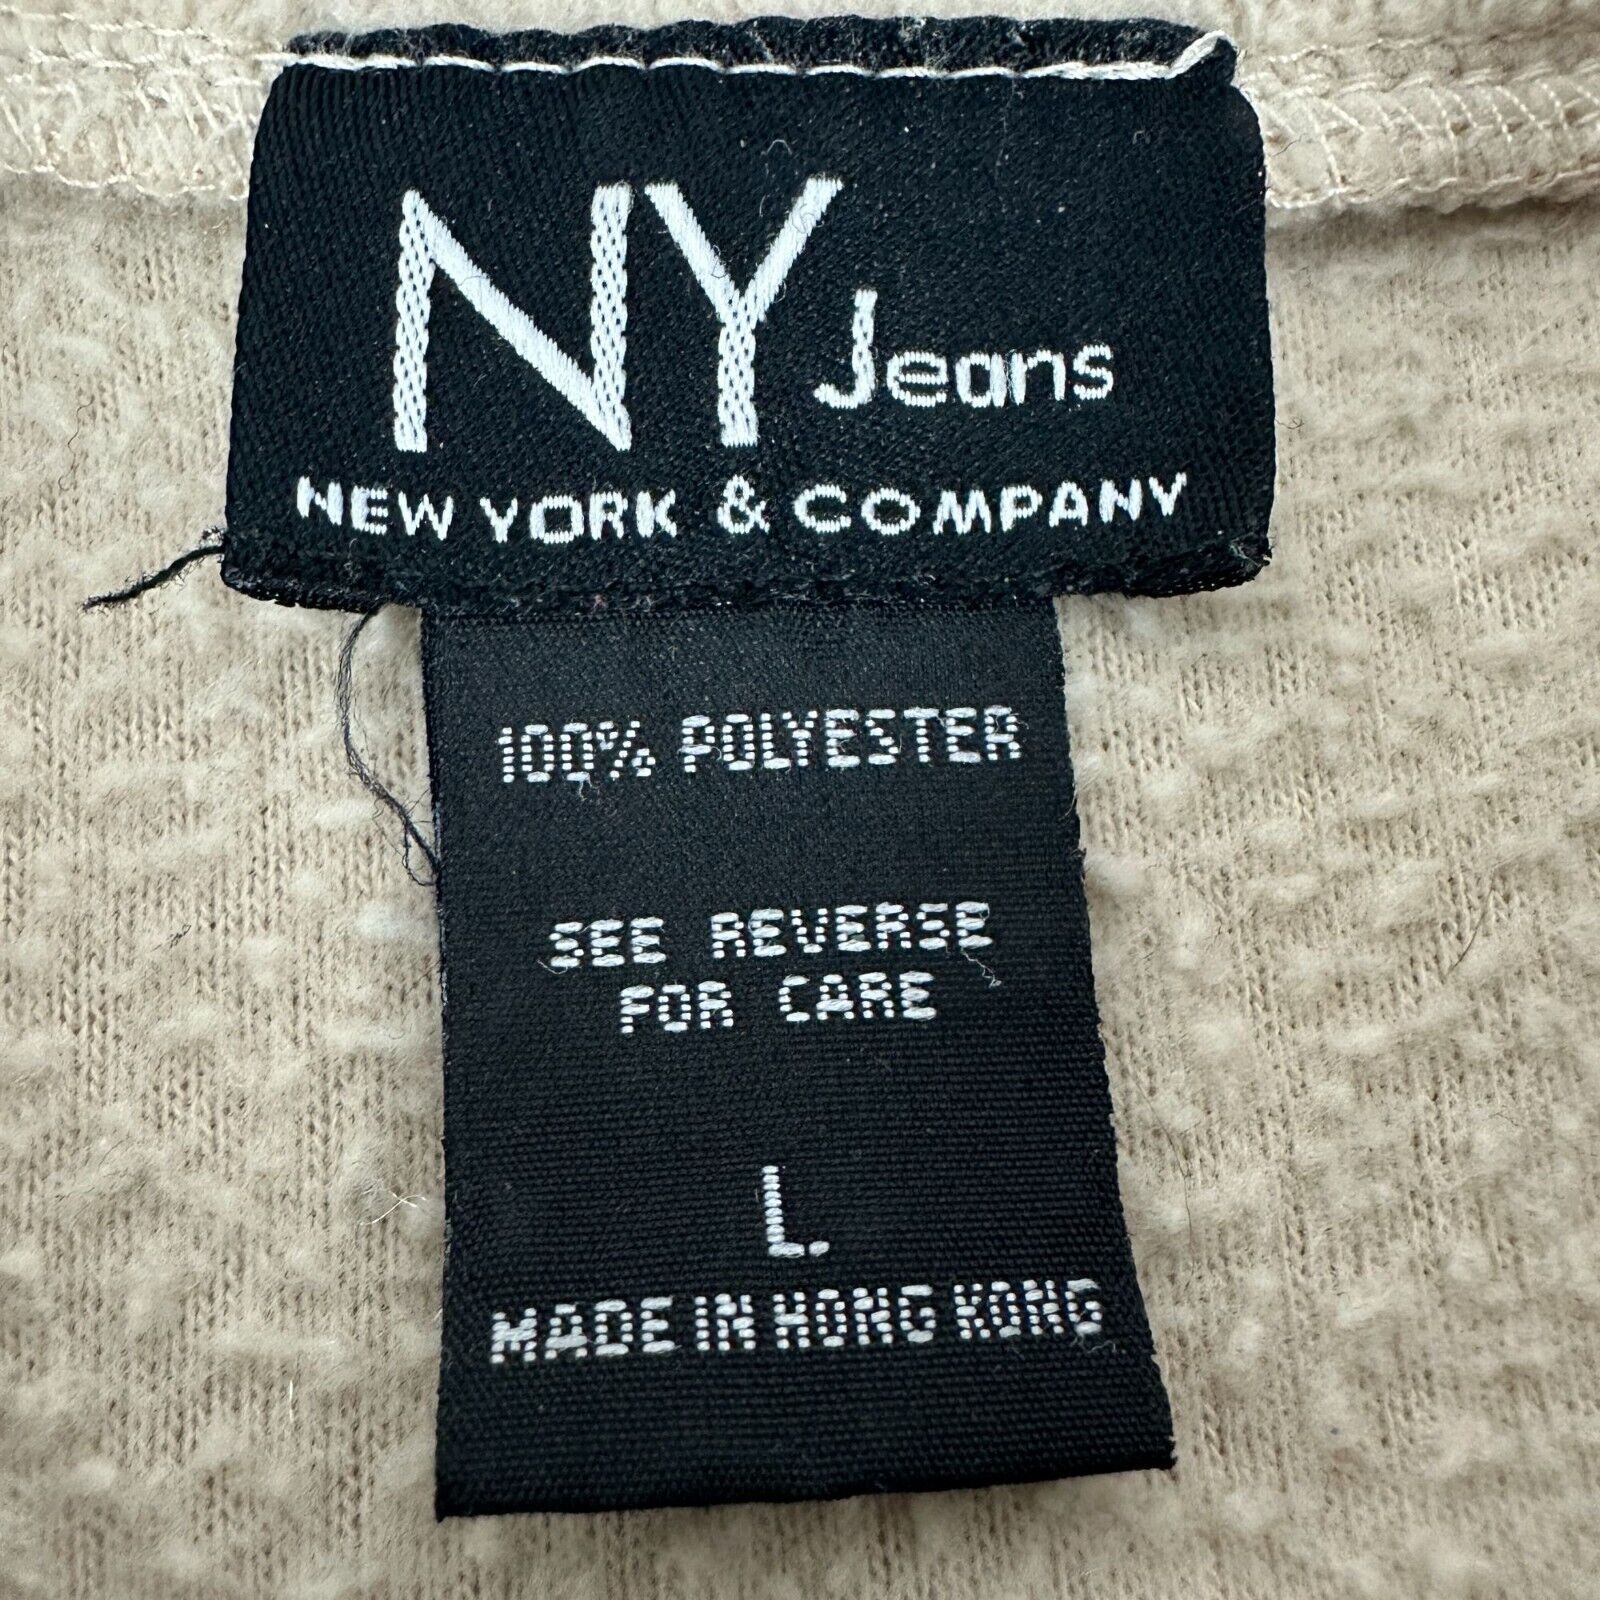 NY Jeans
NEW YORK & COMPANY
100% POLYESTER
SEE REVERSE
FOR CARE
L.
MADE IN HONG KONG